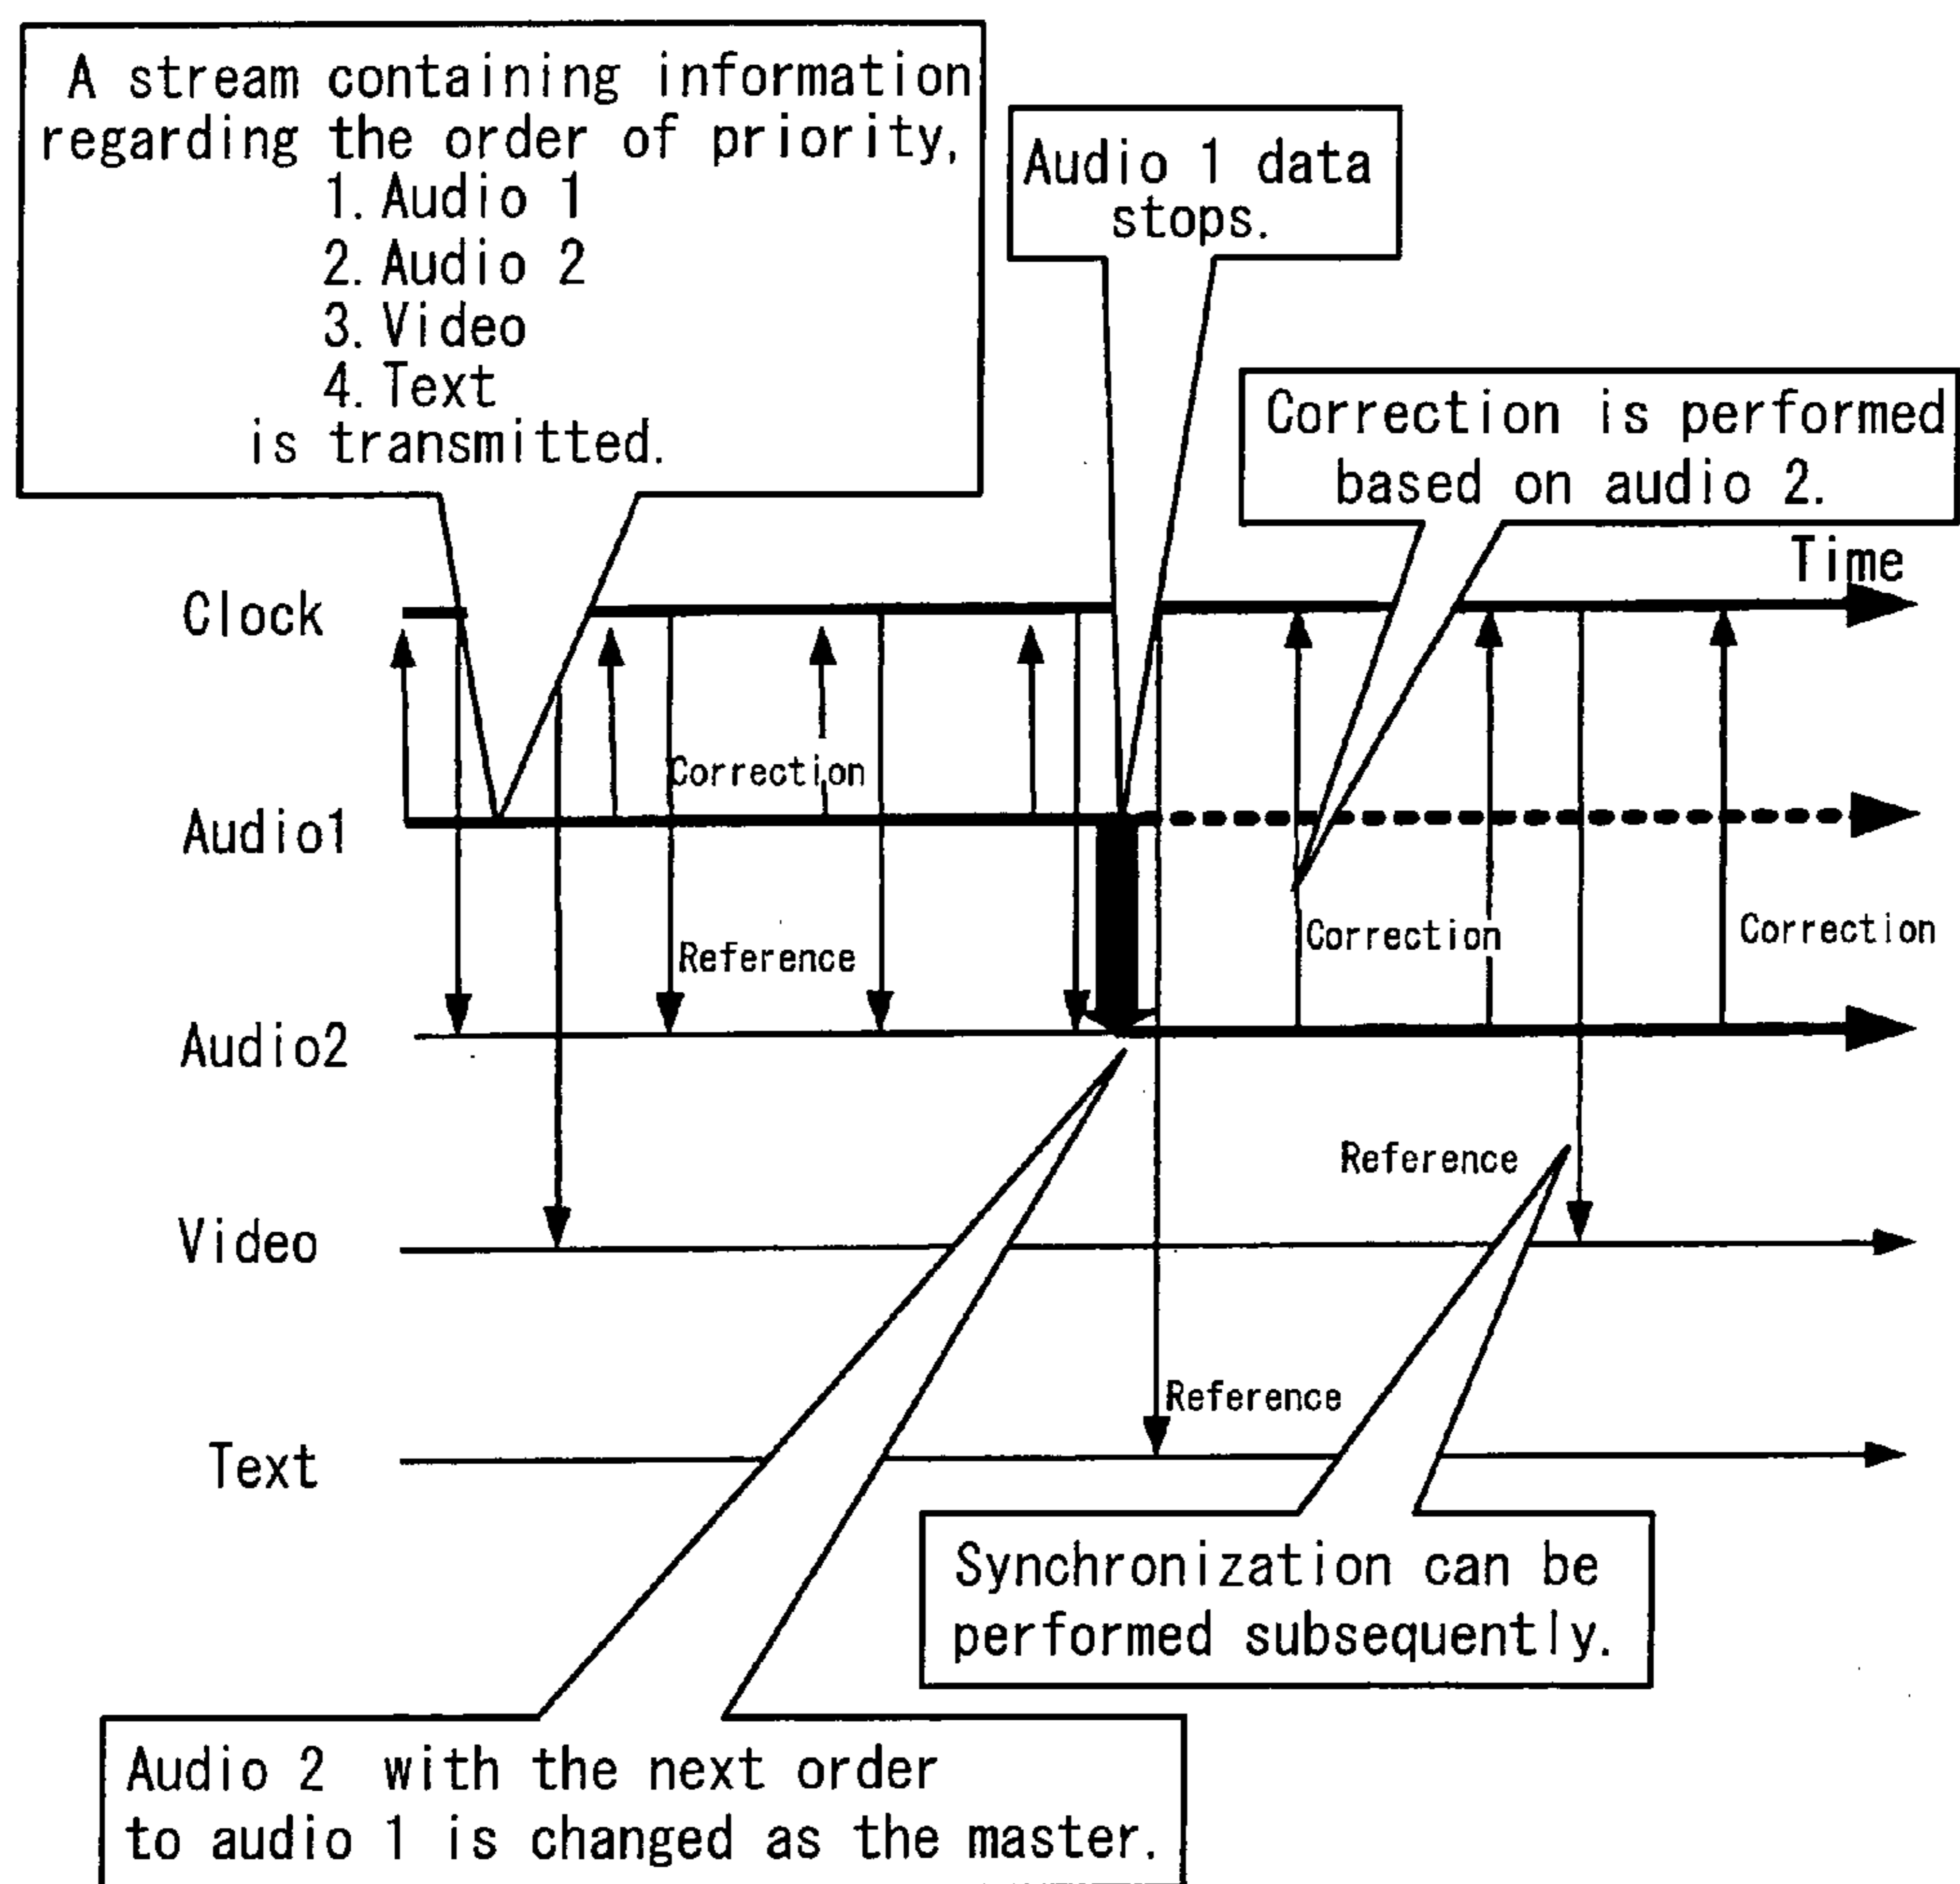 A stream containing information
regarding the order of priority,
1. Audio 1
2. Audio 2
3. Video
4. Text
is transmitted.
Audio 1 data
stops.
Correction is performed
based on audio 2.
Time
Clock
Correction
Audio1
Reference
Correction
Correction
Audio2
Reference
Video
Reference
Text
Synchronization can be
performed subsequently.
Audio 2 with the next order
to audio 1 is changed as the master.